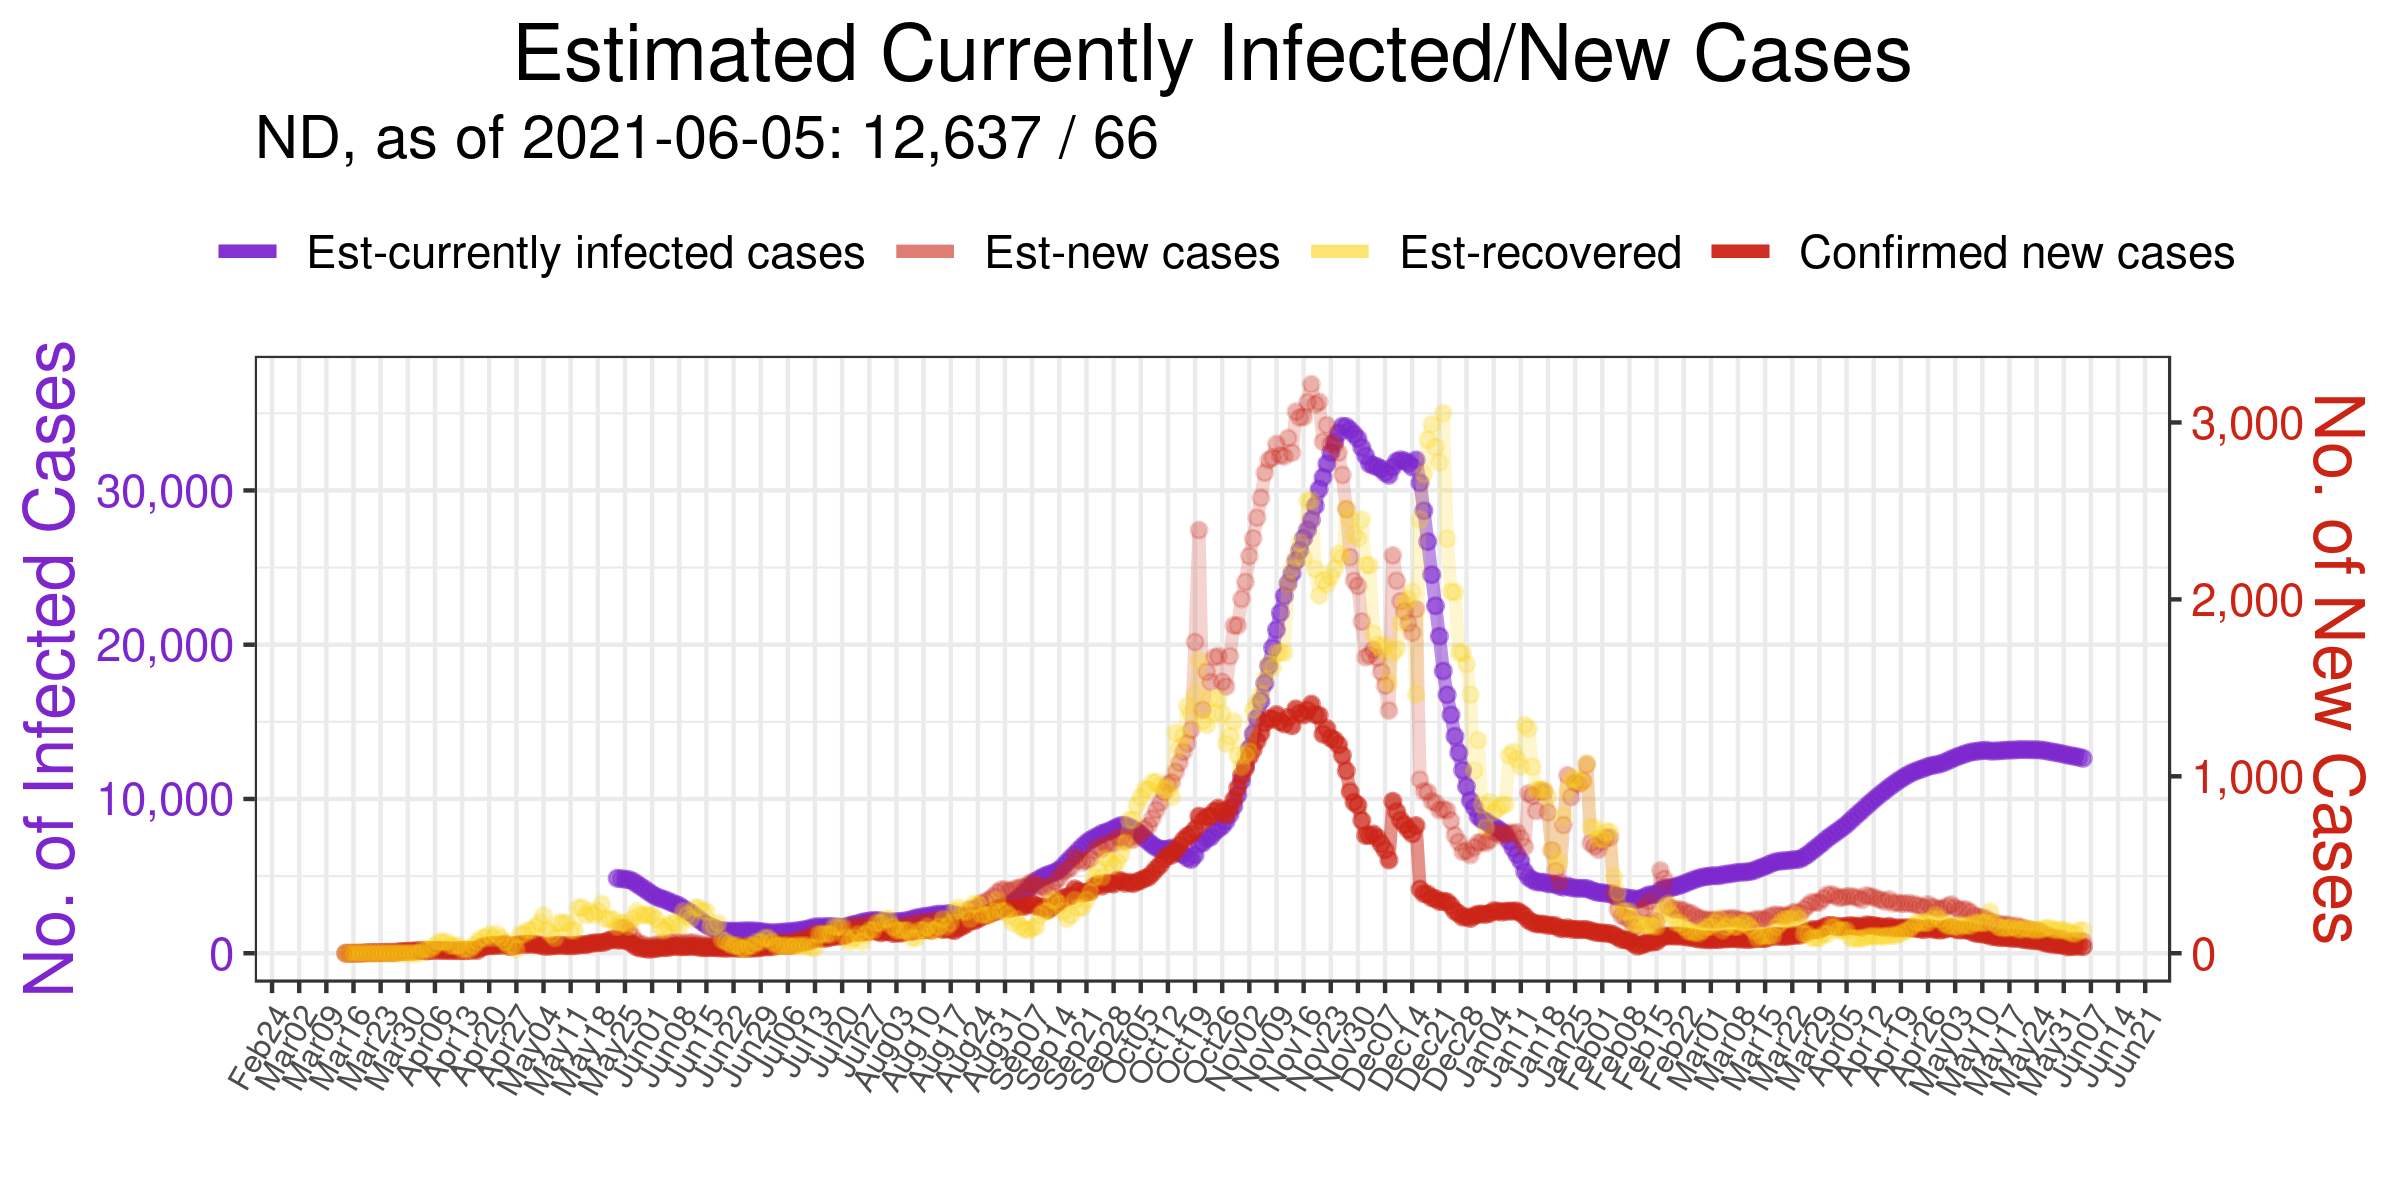 Estimated Currently Infected/New Cases
ND, as of 2021-06-05: 12,637 / 66
Est-currently infected cases Est-new cases Est-recovered Confirmed new cases
No. of Infected Cases
30,000
20,000
10,000
0
3,000
2,000
1,000
0
No. of New Cases
Feb24 Mar02 Mar09 Mar16 Mar23 Mar30 Apr06 Apr13 Apr20 Apr27 May04 May11 May18 May25 Jun01 Jun08 Jun15 Jun22 Jun29 Jul06 Jul13 Jul20 Jul27 Aug03 Aug10 Aug17 Aug24 Aug31 Sep07 Sep14 Sep21 Sep28 Oct05 Oct12 Oct19 Oct26 Nov02 Nov09 Nov16 Nov23 Nov30 Dec07 Dec14 Dec21 Dec28 Jan04 Jan11 Jan18 Jan25 Feb01 Feb08 Feb15 Feb22 Mar01 Mar08 Mar15 Mar22 Mar29 Apr05 Apr12 Apr19 Apr26 May03 May10 May17 May24 May31 Jun07 Jun14 Jun21